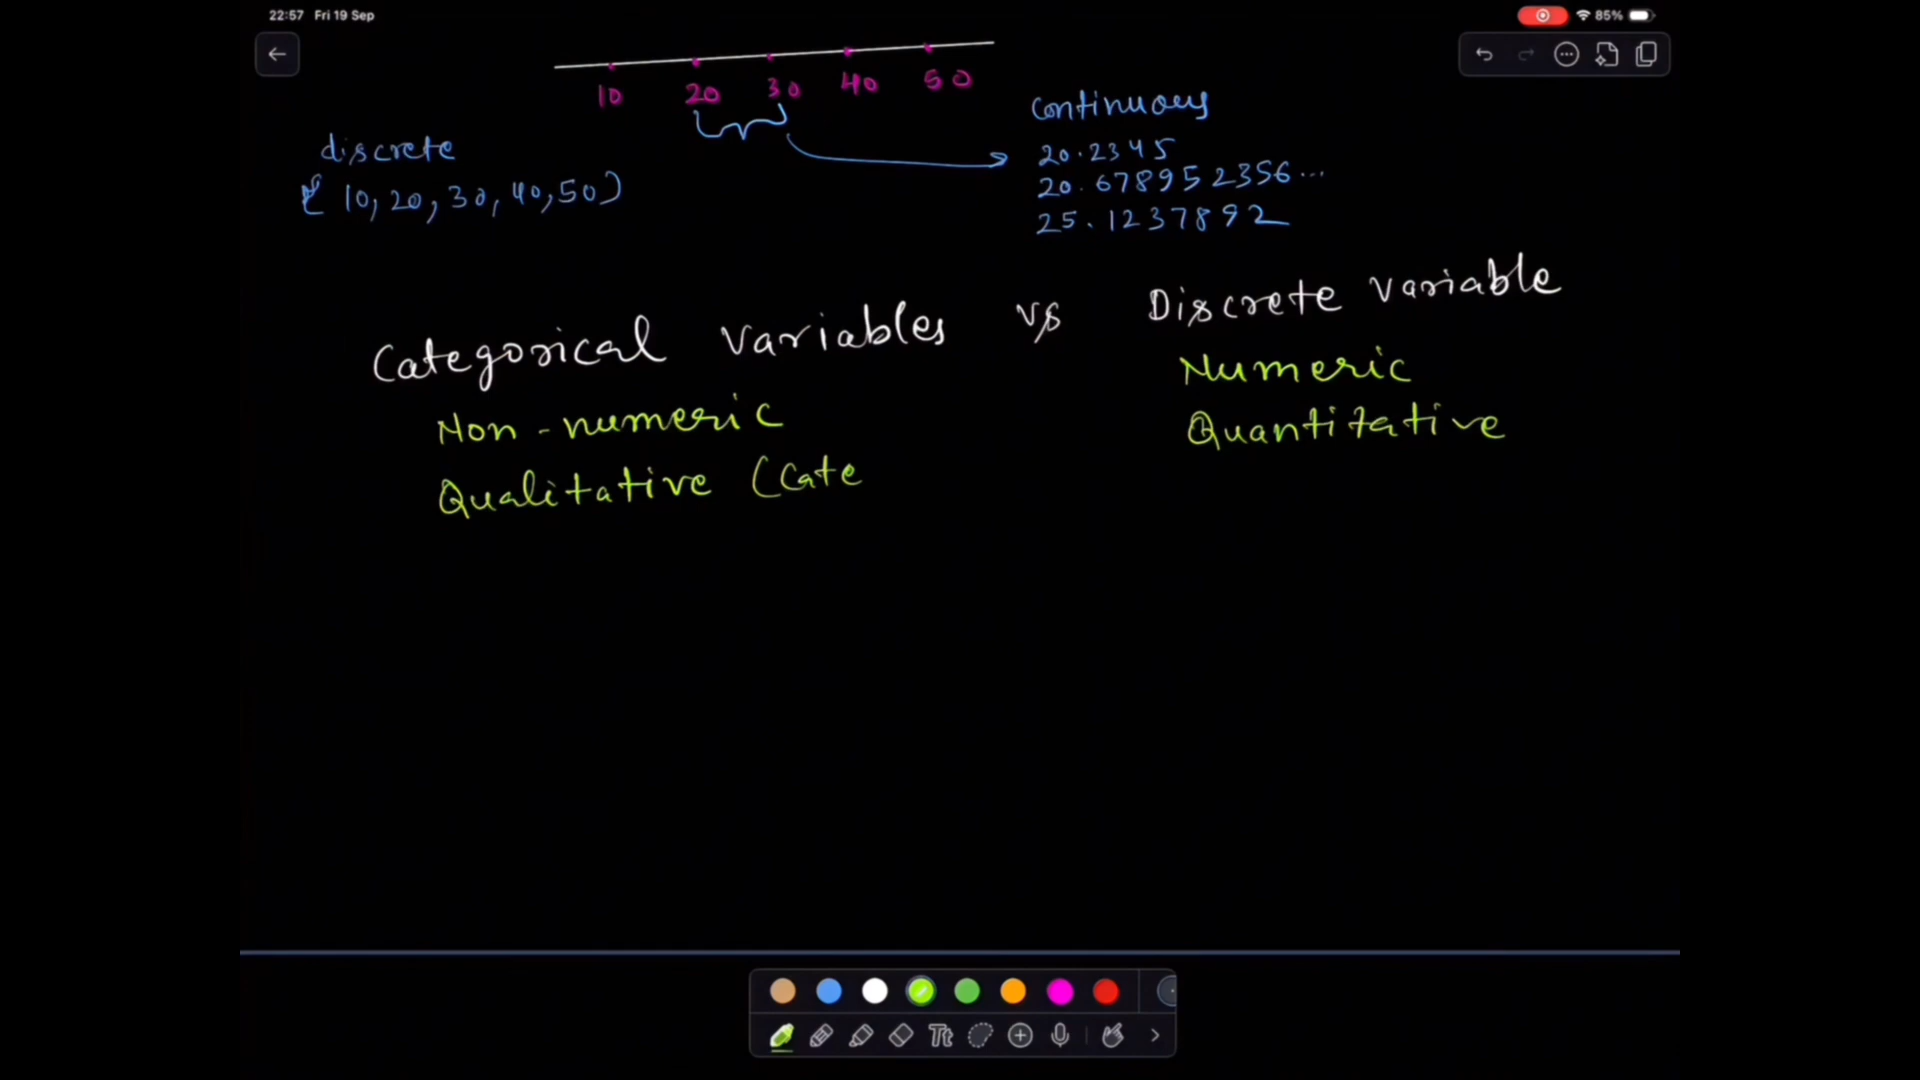 22:57 Fri 19 Sep
85%
10 20 30 40 50
continuous
discrete
20.2345
{ 10, 20, 30, 40, 50 )
20.678952356...
25.1237892
Categorical variables vs Discrete variable
Non-numeric
Numeric
Qualitative (Cate
Quantitative
Tt